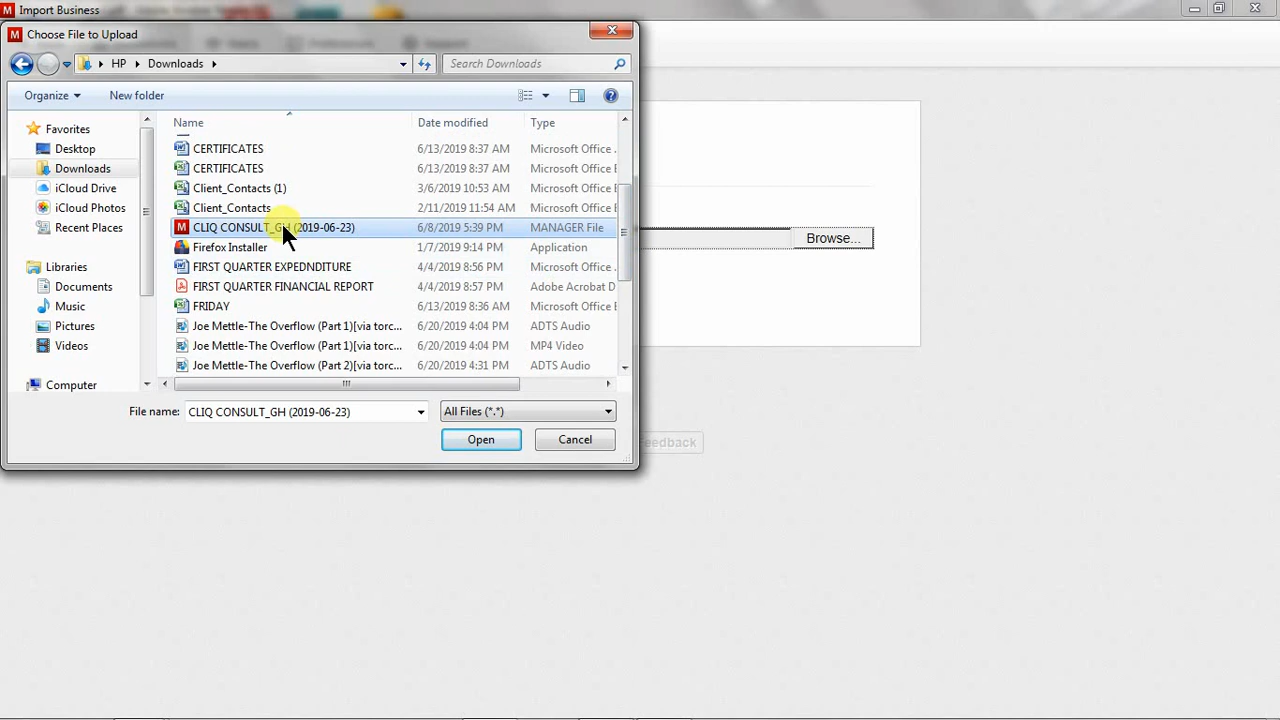 Import Business
Choose File to Upload
HP Downloads
Search Downloads
Organize New folder
Favorites
Desktop
Downloads
iCloud Drive
iCloud Photos
Recent Places
Libraries
Documents
Music
Pictures
Videos
Computer
Name Date modified Type
CERTIFICATES 6/13/2019 8:37 AM Microsoft Office .
CERTIFICATES 6/13/2019 8:37 AM Microsoft Office E
Client_Contacts (1) 3/6/2019 10:53 AM Microsoft Office .
Client_Contacts 2/11/2019 11:54 AM Microsoft Office E
CLIQ CONSULT_GH (2019-06-23) 6/8/2019 5:39 PM MANAGER File
Firefox Installer 1/7/2019 9:14 PM Application
FIRST QUARTER EXPEDNDITURE 4/4/2019 8:56 PM Microsoft Office .
FIRST QUARTER FINANCIAL REPORT 4/4/2019 8:57 PM Adobe Acrobat D
FRIDAY 6/13/2019 8:36 AM Microsoft Office E
Joe Mettle-The Overflow (Part 1)[via torc... 6/20/2019 4:04 PM ADTS Audio
Joe Mettle-The Overflow (Part 1)[via torc... 6/20/2019 4:04 PM MP4 Video
Joe Mettle-The Overflow (Part 2)[via torc... 6/20/2019 4:31 PM ADTS Audio
File name: CLIQ CONSULT_GH (2019-06-23) All Files (*.*)
Open Cancel
Browse...
Feedback